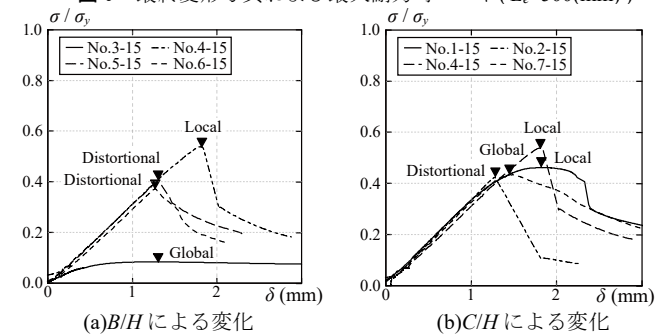 σ / σy
1.0
0.8
0.6
0.4
0.2
0.0
0
1
2
δ (mm)
No.3-15
No.4-15
No.5-15
No.6-15
Local
Distortional
Distortional
Global
(a)B/H による変化
σ / σy
1.0
0.8
0.6
0.4
0.2
0.0
0
1
2
δ (mm)
No.1-15
No.2-15
No.4-15
No.7-15
Local
Global
Local
Distortional
(b)C/H による変化